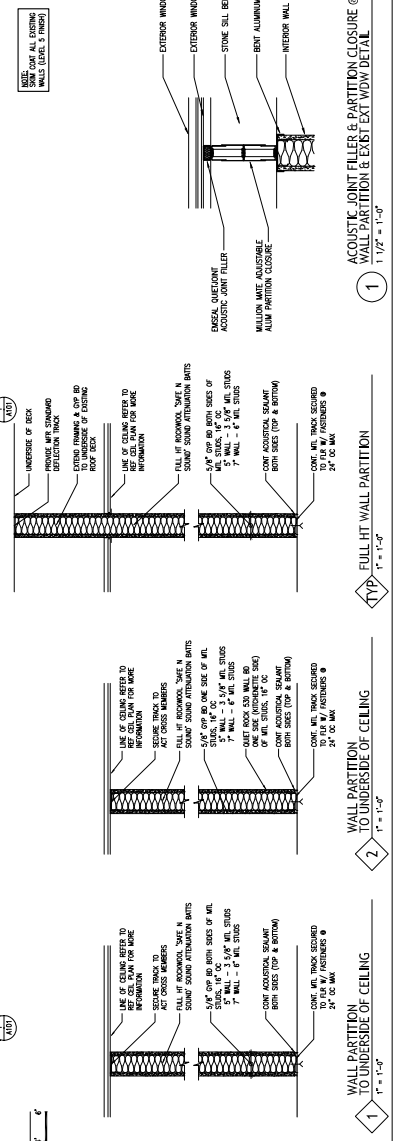 NOTE:
SKIM COAT ALL EXISTING
WALLS (LEVEL 5 FINISH)
A101
6"
LINE OF CEILING REFER TO
REF CEIL PLAN FOR MORE
INFORMATION
SECURE TRACK TO
ACT CROSS MEMBERS
FULL HT ROCKWOOL 'SAFE N
SOUND' SOUND ATTENUATION BATTS
5/8" GYP BD BOTH SIDES OF MTL
STUDS, 16" OC
5" WALL - 3 5/8" MTL STUDS
7" WALL - 6" MTL STUDS
CONT ACOUSTICAL SEALANT
BOTH SIDES (TOP & BOTTOM)
CONT. MTL TRACK SECURED
TO FLR W/ FASTENERS @
24" OC MAX
1
WALL PARTITION
TO UNDERSIDE OF CEILING
1" = 1'-0"
LINE OF CEILING REFER TO
REF CEIL PLAN FOR MORE
INFORMATION
SECURE TRACK TO
ACT CROSS MEMBERS
FULL HT ROCKWOOL 'SAFE N
SOUND' SOUND ATTENUATION BATTS
5/8" GYP BD ONE SIDE OF MTL
STUDS, 16" OC
5" WALL - 3 5/8" MTL STUDS
7" WALL - 6" MTL STUDS
QUIET ROCK 530 WALL BD
ONE SIDE (KITCHENETTE SIDE)
OF MTL STUDS, 16" OC
CONT ACOUSTICAL SEALANT
BOTH SIDES (TOP & BOTTOM)
CONT. MTL TRACK SECURED
TO FLR W/ FASTENERS @
24" OC MAX
2
WALL PARTITION
TO UNDERSIDE OF CEILING
1" = 1'-0"
A101
UNDERSIDE OF DECK
PROVIDE MFR STANDARD
DEFLECTION TRACK
EXTEND FRAMING & GYP BD
TO UNDERSIDE OF EXISTING
ROOF DECK
LINE OF CEILING REFER TO
REF CEIL PLAN FOR MORE
INFORMATION
FULL HT ROCKWOOL 'SAFE N
SOUND' SOUND ATTENUATION BATTS
5/8" GYP BD BOTH SIDES OF
MTL STUDS, 16" OC
5" WALL - 3 5/8" MTL STUDS
7" WALL - 6" MTL STUDS
CONT ACOUSTICAL SEALANT
BOTH SIDES (TOP & BOTTOM)
CONT. MTL TRACK SECURED
TO FLR W/ FASTENERS @
24" OC MAX
TYP
FULL HT WALL PARTITION
1" = 1'-0"
EXTERIOR WINDO
EXTERIOR WINDO
STONE SILL BE
BENT ALUMINUM
INTERIOR WALL
EMSEAL QUIETJOINT
ACOUSTIC JOINT FILLER
MULLION MATE ADJUSTABLE
ALUM PARTITION CLOSURE
1
ACOUSTIC JOINT FILLER & PARTITION CLOSURE @
WALL PARTITION & EXIST EXT WDW DETAIL
1 1/2" = 1'-0"